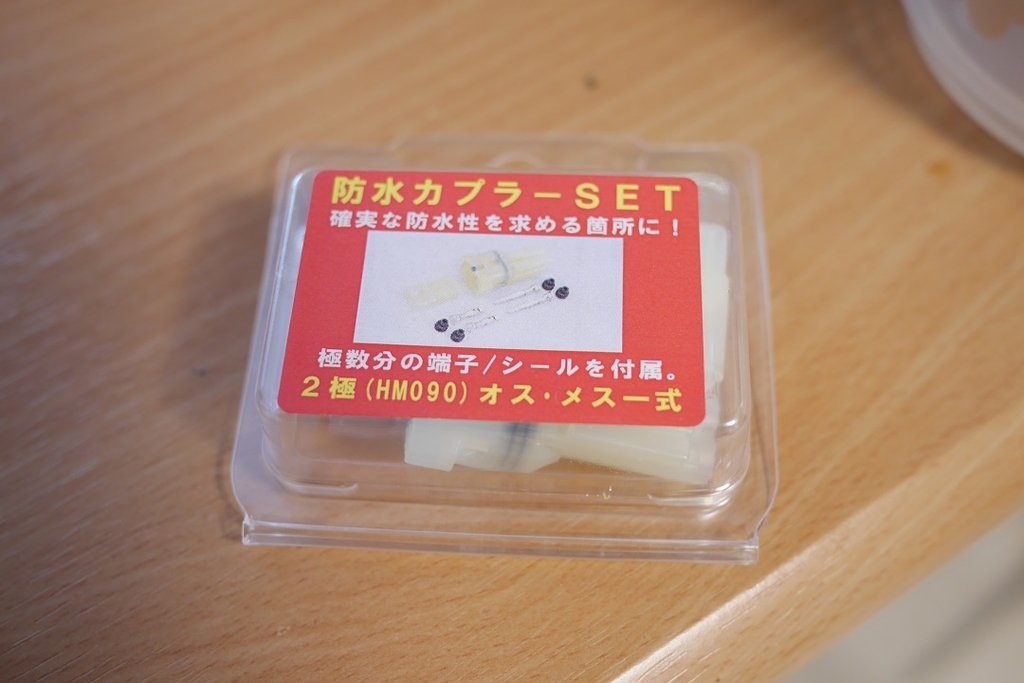 防水カプラーSET
確実な防水性を求める箇所に！
極数分の端子/シールを付属。
2極(HM090)オス・メス一式